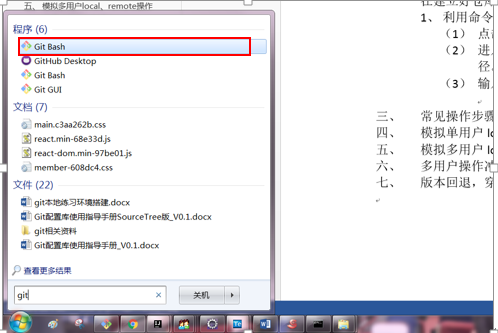 五、 模拟多用户local、remote操作
程序 (6)
Git Bash
GitHub Desktop
Git Bash
Git GUI
文档 (7)
main.c3aa262b.css
react.min-68e33d.js
react-dom.min-97be01.js
member-608dc4.css
文件 (22)
git本地练习环境搭建.docx
Git配置库使用指导手册SourceTree版_V0.1.docx
git相关资料
Git配置库使用指导手册_V0.1.docx
查看更多结果
git
关机
在建立好仓
1、 利用命令
（1） 点击
（2） 进
径
（3） 输
三、 常见操作步骤
四、 模拟单用户 lo
五、 模拟多用户 lo
六、 多用户操作冲
七、 版本回退，穿